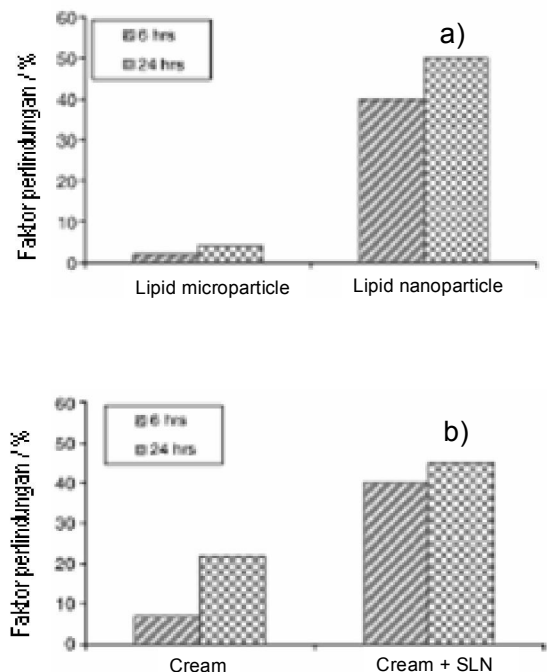 a)
6 hrs
24 hrs
Faktor perlindungan / %
60
50
40
30
20
10
0
Lipid microparticle
Lipid nanoparticle
b)
6 hrs
24 hrs
Faktor perlindungan / %
60
50
40
30
20
10
0
Cream
Cream + SLN